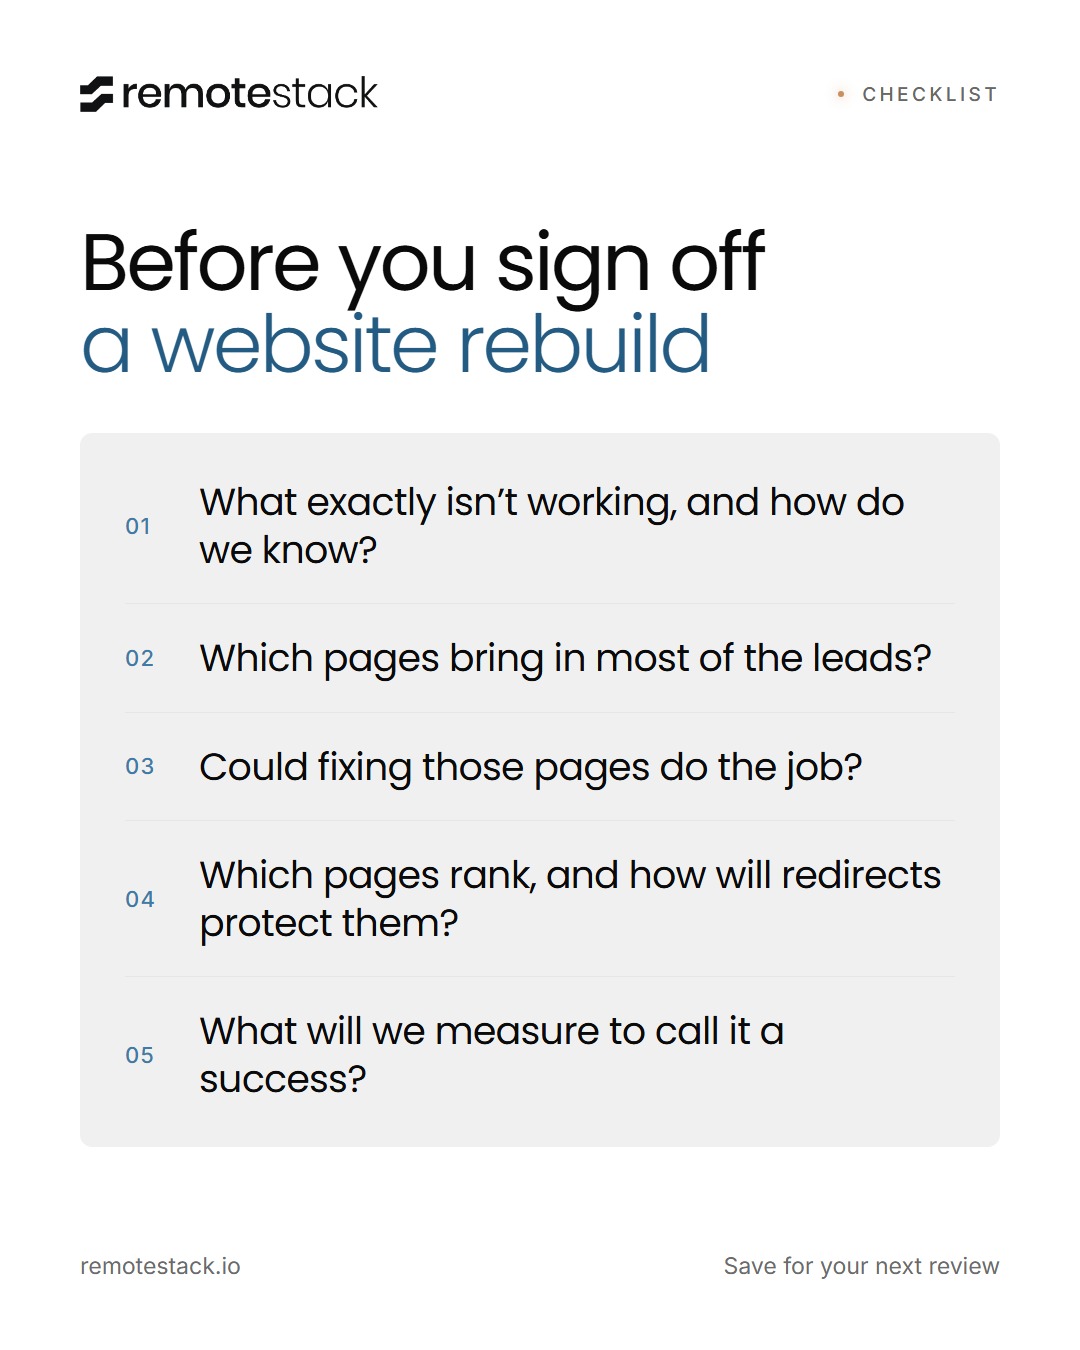 remotestack
CHECKLIST
Before you sign off
a website rebuild
01
What exactly isn’t working, and how do
we know?
02
Which pages bring in most of the leads?
03
Could fixing those pages do the job?
04
Which pages rank, and how will redirects
protect them?
05
What will we measure to call it a
success?
remotestack.io
Save for your next review